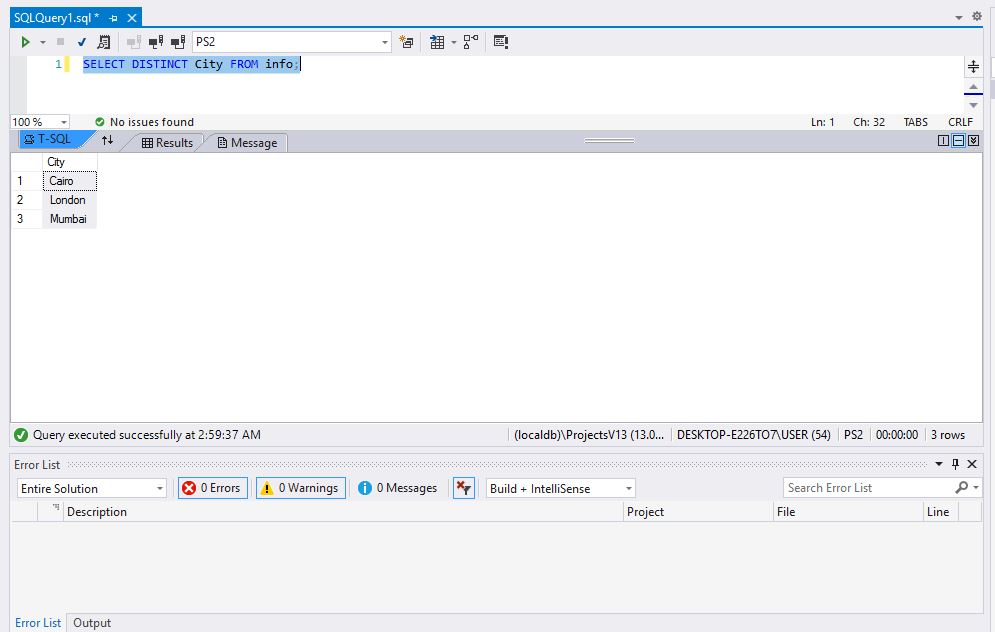 SQLQuery1.sql *
PS2
1 SELECT DISTINCT City FROM info;
100 % No issues found Ln: 1 Ch: 32 TABS CRLF
T-SQL Results Message
City
1 Cairo
2 London
3 Mumbai
Query executed successfully at 2:59:37 AM (localdb)\ProjectsV13 (13.0... DESKTOP-E226TO7\USER (54) PS2 00:00:00 3 rows
Error List
Entire Solution 0 Errors 0 Warnings 0 Messages Build + IntelliSense Search Error List
Description Project File Line
Error List Output